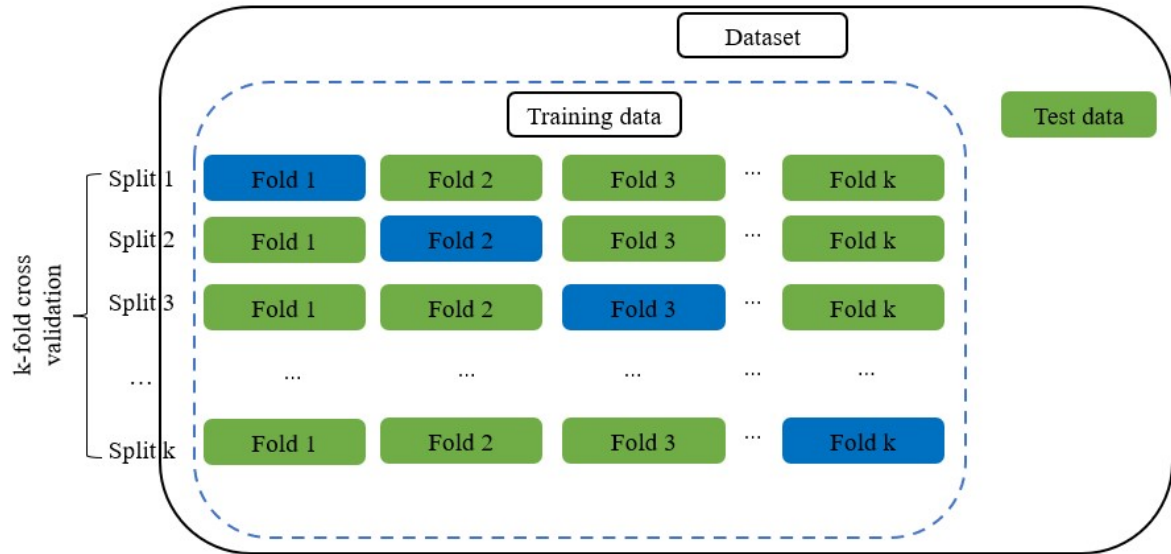 Dataset
Training data
Test data
Split 1
Fold 1
Fold 2
Fold 3
...
Fold k
Split 2
Fold 1
Fold 2
Fold 3
...
Fold k
Split 3
Fold 1
Fold 2
Fold 3
...
Fold k
...
...
...
...
...
...
Split k
Fold 1
Fold 2
Fold 3
...
Fold k
k-fold cross
validation